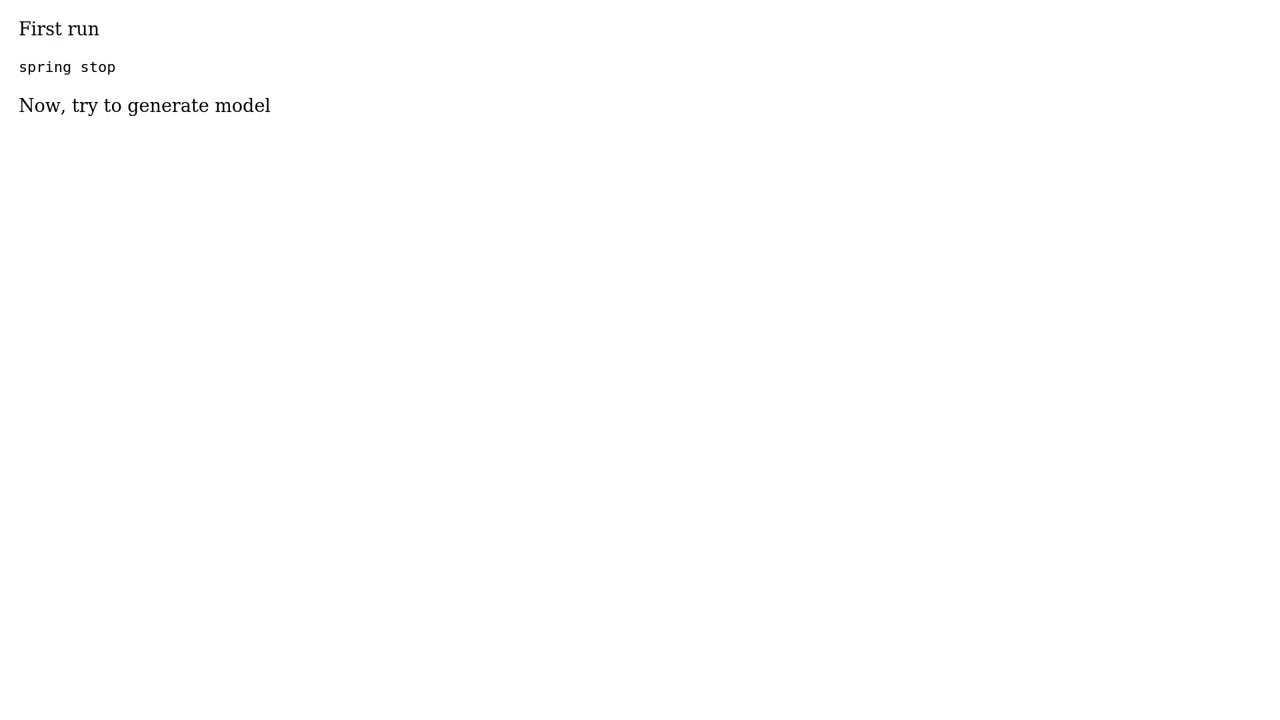 First run
spring stop
Now, try to generate model